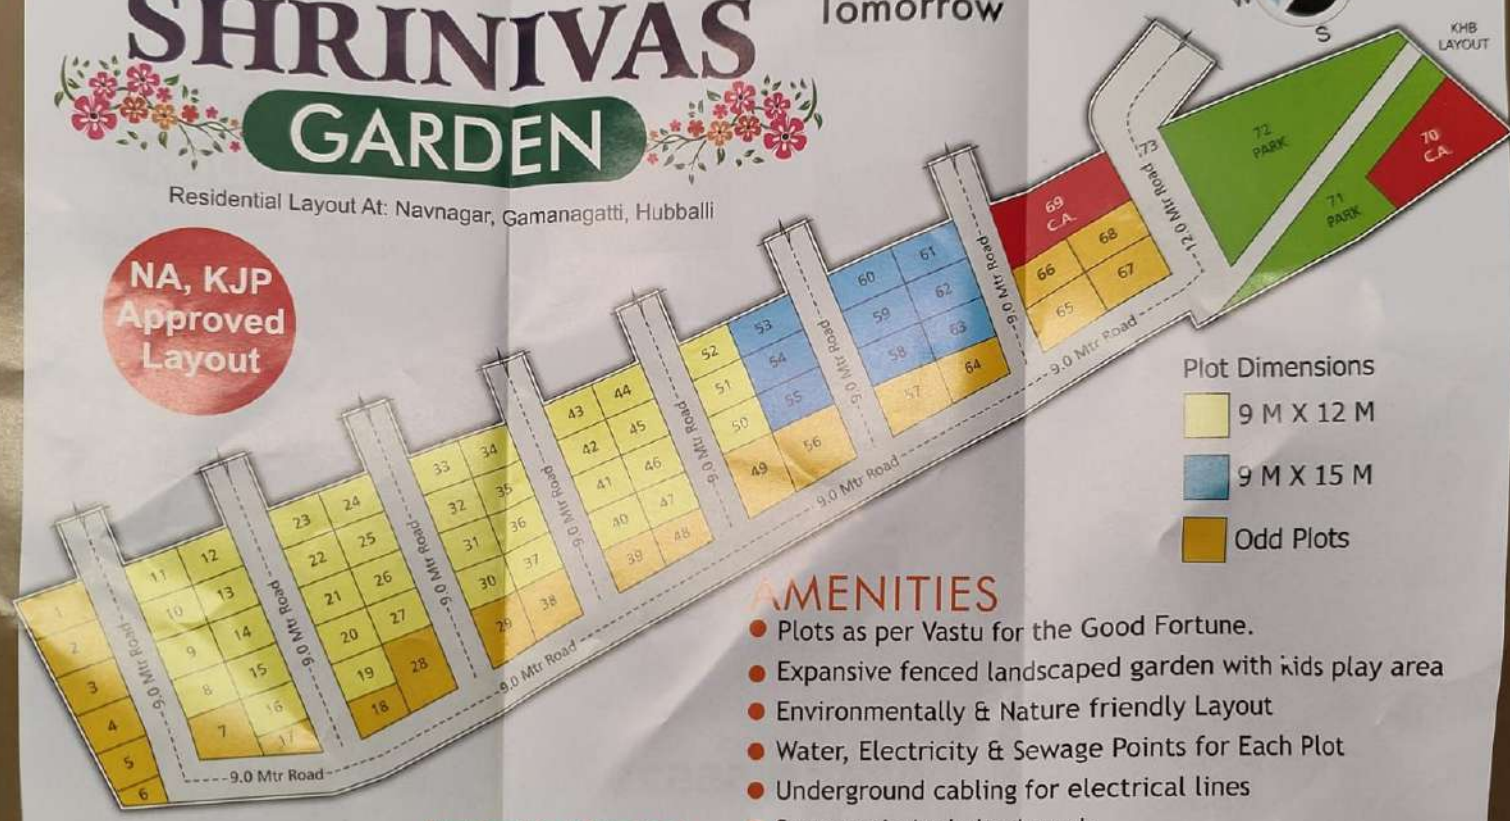 SHRINIVAS
Tomorrow
GARDEN
Residential Layout At: Navnagar, Gamanagatti, Hubballi
NA, KJP
Approved
Layout
S
KHB
LAYOUT
72
PARK
70
C.A.
71
PARK
73
12.0 Mtr Road
69
C.A.
68
66
67
65
9.0 Mtr Road
9.0 Mtr Road
61
60
62
59
63
58
64
57
9.0 Mtr Road
53
52
54
51
55
50
56
49
9.0 Mtr Road
9.0 Mtr Road
44
43
45
42
46
41
47
40
48
39
9.0 Mtr Road
34
33
35
32
36
31
37
30
38
29
9.0 Mtr Road
9.0 Mtr Road
24
23
25
22
26
21
27
20
28
19
18
9.0 Mtr Road
12
11
13
10
14
9
15
8
16
7
17
9.0 Mtr Road
9.0 Mtr Road
1
2
3
4
5
6
Plot Dimensions
9 M X 12 M
9 M X 15 M
Odd Plots
AMENITIES
Plots as per Vastu for the Good Fortune.
Expansive fenced landscaped garden with kids play area
Environmentally & Nature friendly Layout
Water, Electricity & Sewage Points for Each Plot
Underground cabling for electrical lines